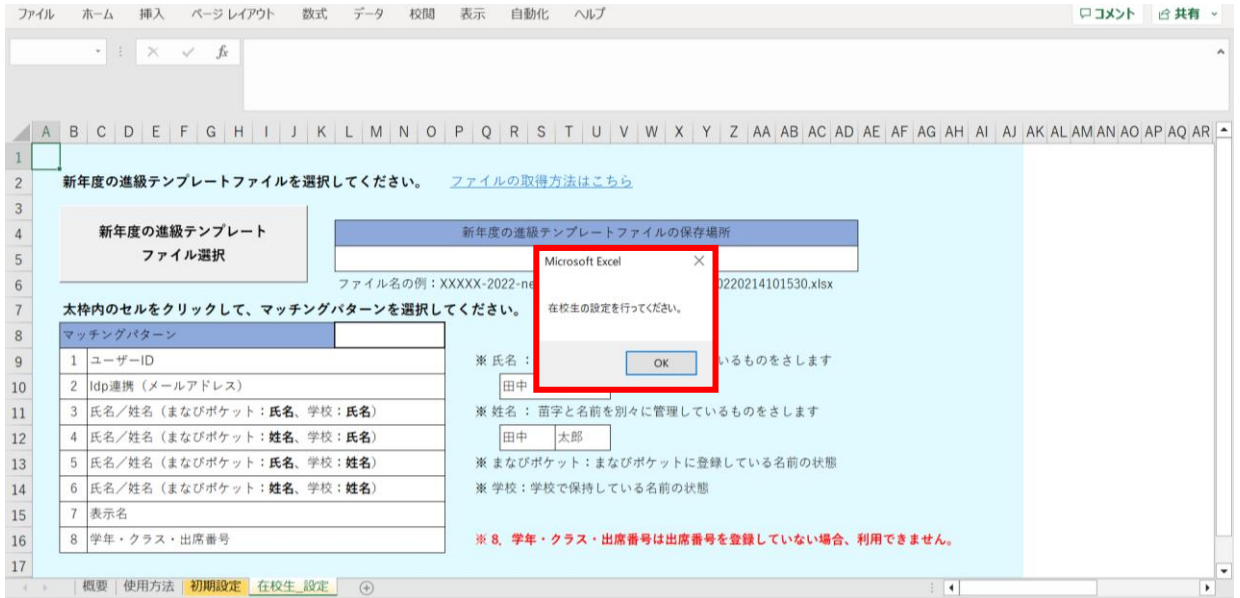 ファイル ホーム 挿入 ページ レイアウト 数式 データ 校閲 表示 自動化 ヘルプ コメント 共有
fx
A B C D E F G H I J K L M N O P Q R S T U V W X Y Z AA AB AC AD AE AF AG AH AI AJ AK AL AM AN AO AP AQ AR
1
2 新年度の進級テンプレートファイルを選択してください。 ファイルの取得方法はこちら
3
4 新年度の進級テンプレート 新年度の進級テンプレートファイルの保存場所
5 ファイル選択
Microsoft Excel
6 ファイル名の例：XXXXX-2022-ne 0220214101530.xlsx
在校生の設定を行ってください。
7 太枠内のセルをクリックして、マッチングパターンを選択してください。
8 マッチングパターン
OK
9 1 ユーザーID ※ 氏名 ： いるものをさします
10 2 Idp連携（メールアドレス） 田中
11 3 氏名／姓名（まなびポケット：氏名、学校：氏名） ※ 姓名 ： 苗字と名前を別々に管理しているものをさします
12 4 氏名／姓名（まなびポケット：姓名、学校：氏名） 田中 太郎
13 5 氏名／姓名（まなびポケット：氏名、学校：姓名） ※ まなびポケット：まなびポケットに登録している名前の状態
14 6 氏名／姓名（まなびポケット：姓名、学校：姓名） ※ 学校：学校で保持している名前の状態
15 7 表示名
16 8 学年・クラス・出席番号 ※ 8．学年・クラス・出席番号は出席番号を登録していない場合、利用できません。
17
概要 使用方法 初期設定 在校生_設定